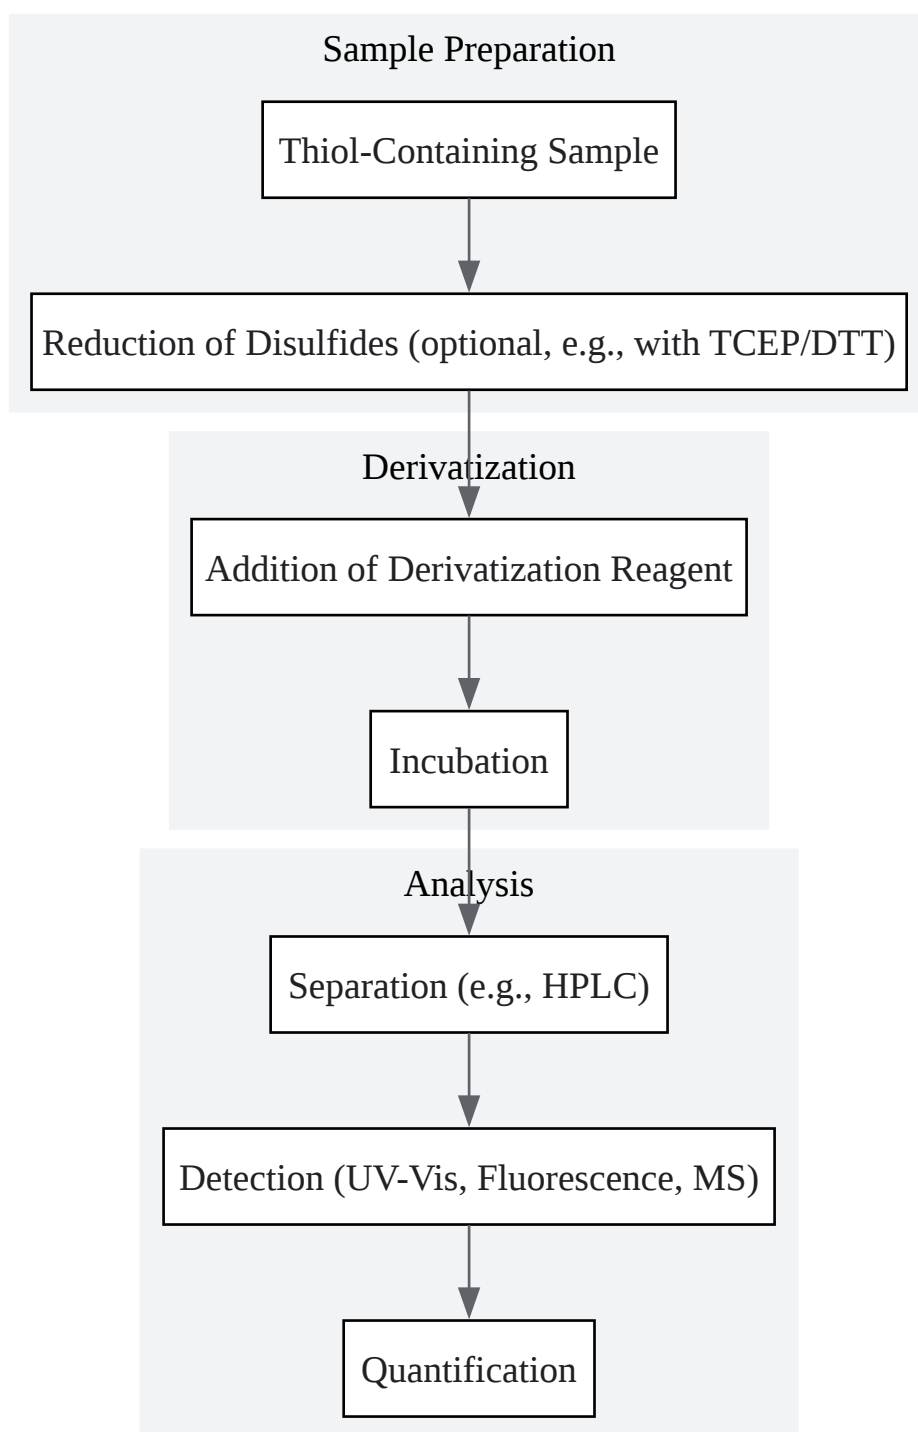 Sample Preparation
Thiol-Containing Sample
Reduction of Disulfides (optional, e.g., with TCEP/DTT)
Derivatization
Addition of Derivatization Reagent
Incubation
Analysis
Separation (e.g., HPLC)
Detection (UV-Vis, Fluorescence, MS)
Quantification